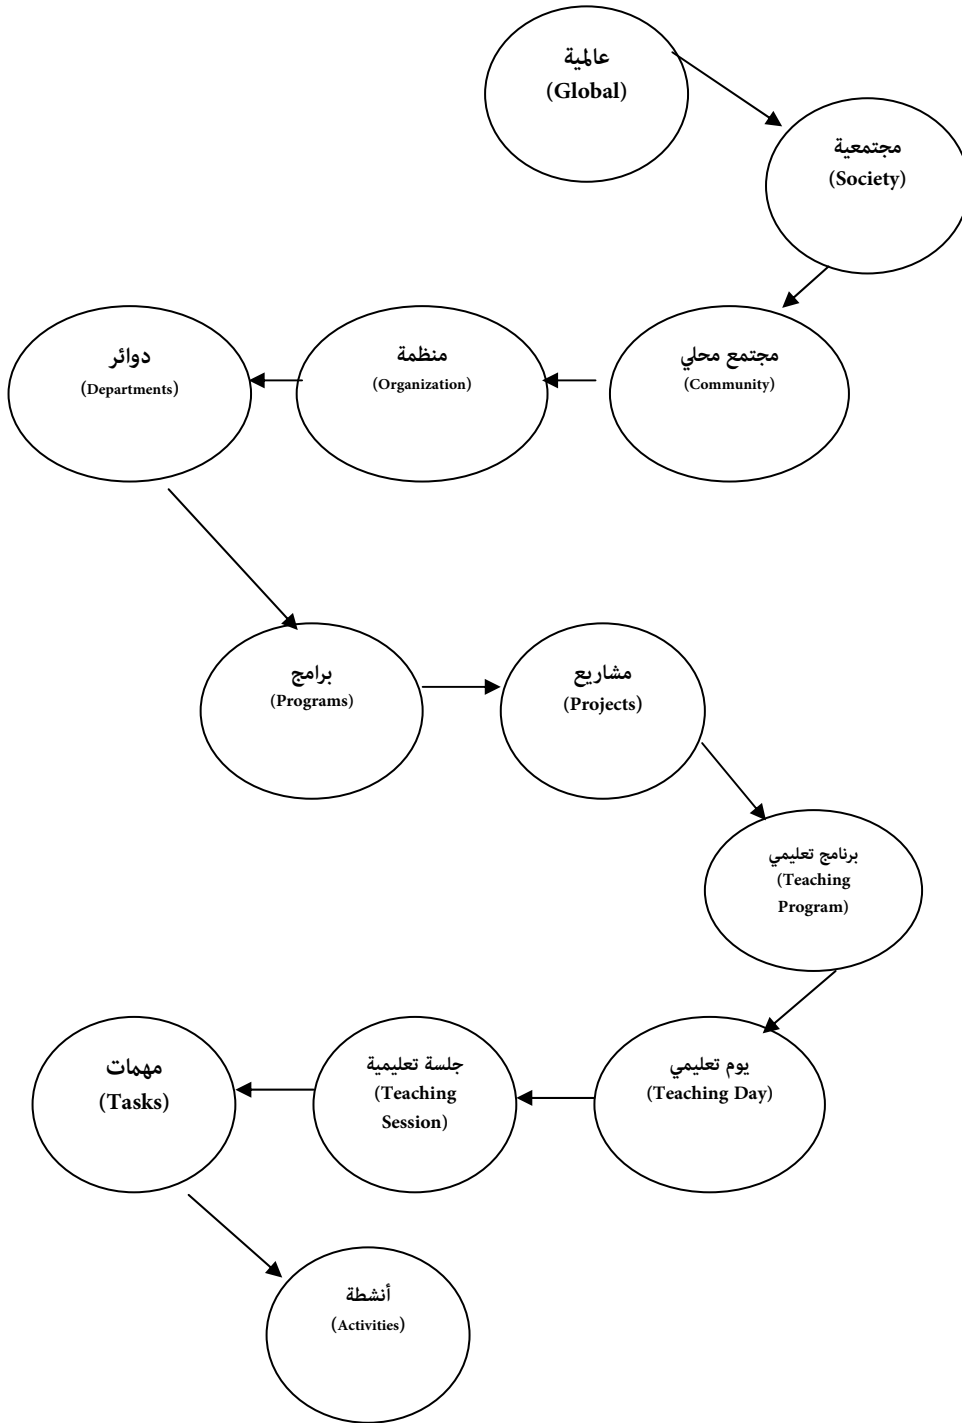 عالمية
(Global)
مجتمعية
(Society)
مجتمع محلي
(Community)
منظمة
(Organization)
دوائر
(Departments)
برامج
(Programs)
مشاريع
(Projects)
برنامج تعليمي
(Teaching
Program)
يوم تعليمي
(Teaching Day)
جلسة تعليمية
(Teaching
Session)
مهمات
(Tasks)
أنشطة
(Activities)